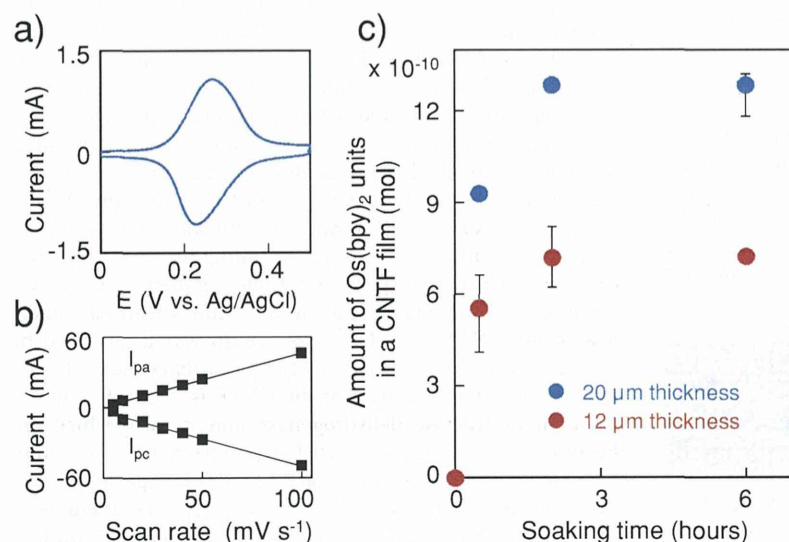 a)
1.5
0
-1.5
Current (mA)
0
0.2
0.4
E (V vs. Ag/AgCl)
b)
60
0
-60
Current (mA)
I_pa
I_pc
0
50
100
Scan rate (mV s⁻¹)
c)
x 10⁻¹⁰
12
9
6
3
0
Amount of Os(bpy)₂ units
in a CNTF film (mol)
20 µm thickness
12 µm thickness
0
3
6
Soaking time (hours)